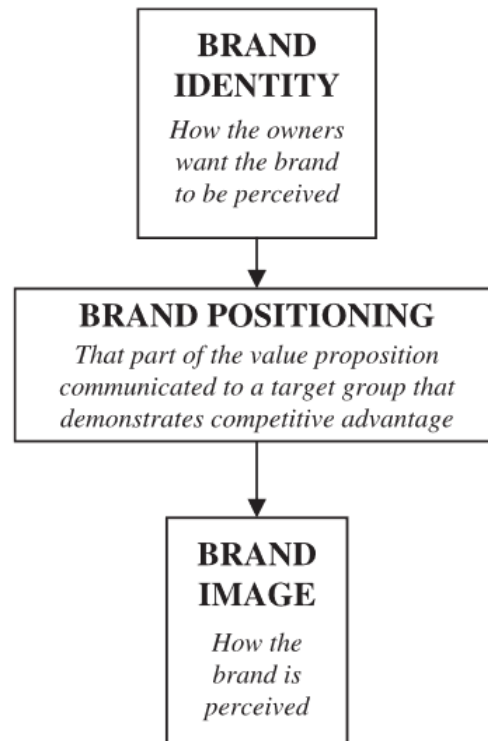 BRAND
IDENTITY
How the owners
want the brand
to be perceived
BRAND POSITIONING
That part of the value proposition
communicated to a target group that
demonstrates competitive advantage
BRAND
IMAGE
How the
brand is
perceived